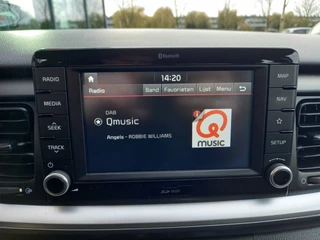 Bluetooth
14:20
RADIO
Radio Band Favorieten Lijst Menu
MAP
MEDIA
DAB
NAV
Qmusic
SEEK
Angels - ROBBIE WILLIAMS
Q
MUSIC
TRACK
SETUP